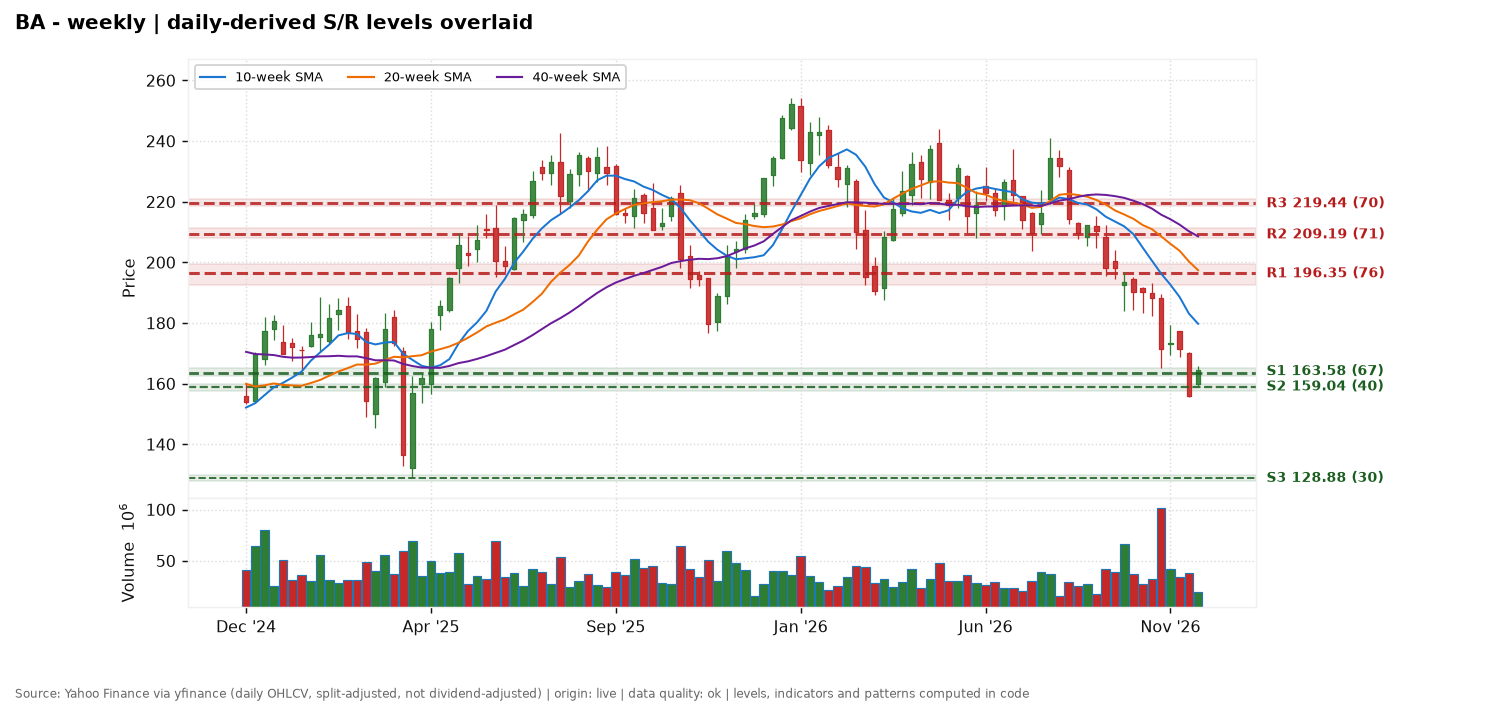 BA - weekly | daily-derived S/R levels overlaid
10-week SMA 20-week SMA 40-week SMA
Price
260
240
220
200
180
160
140
R3 219.44 (70)
R2 209.19 (71)
R1 196.35 (76)
S1 163.58 (67)
S2 159.04 (40)
S3 128.88 (30)
Volume 10^6
100
50
Dec '24 Apr '25 Sep '25 Jan '26 Jun '26 Nov '26
Source: Yahoo Finance via yfinance (daily OHLCV, split-adjusted, not dividend-adjusted) | origin: live | data quality: ok | levels, indicators and patterns computed in code